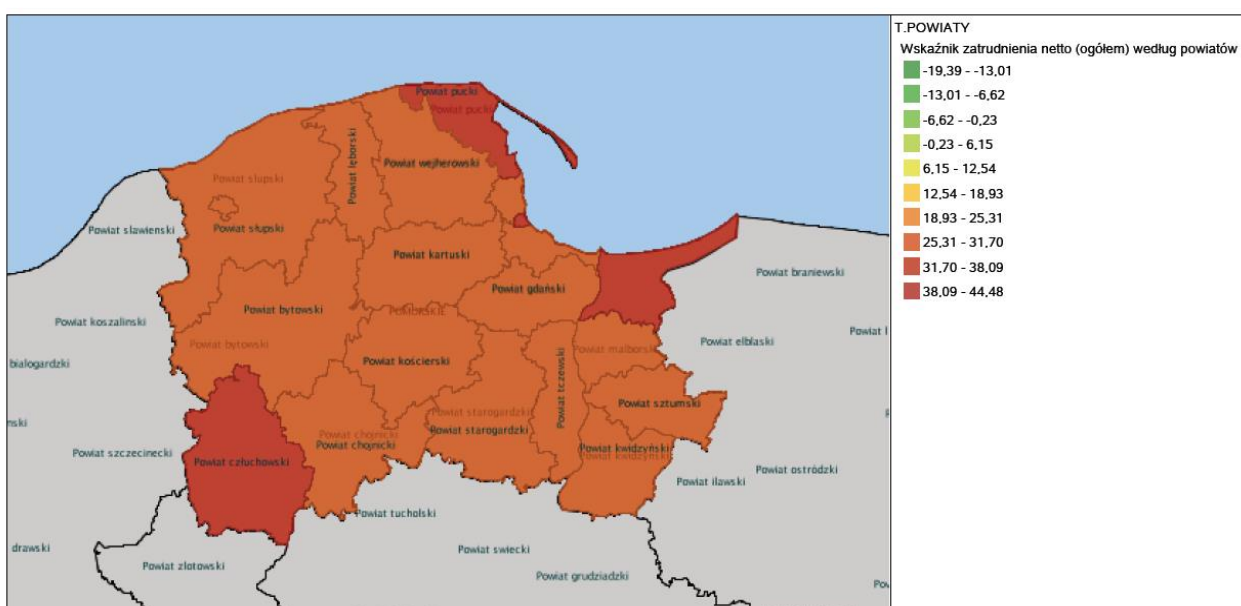 T.POWIATY
Wskaźnik zatrudnienia netto (ogółem) według powiatów
-19,39 - -13,01
-13,01 - -6,62
-6,62 - -0,23
-0,23 - 6,15
6,15 - 12,54
12,54 - 18,93
18,93 - 25,31
25,31 - 31,70
31,70 - 38,09
38,09 - 44,48
Powiat pucki
Powiat pucki
Powiat wejherowski
Powiat lęborski
Powiat slupski
Powiat słupski
Powiat slawienski
Powiat kartuski
Powiat braniewski
Powiat gdański
Powiat bytowski
POMORSKIE
Powiat koszalinski
Powiat elblaski
Powiat bytowski
Powiat malborski
Powiat kościerski
bialogardzki
Powiat tczewski
Powiat sztumski
Powiat starogardzki
Powiat starogardzki
nski
Powiat chojnicki
Powiat chojnicki
Powiat kwidzyński
Powiat kwidzyński
Powiat szczecinecki
Powiat człuchowski
Powiat ostródzki
Powiat ilawski
Powiat tucholski
drawski
Powiat swiecki
Powiat zlotowski
Powiat grudziadzki